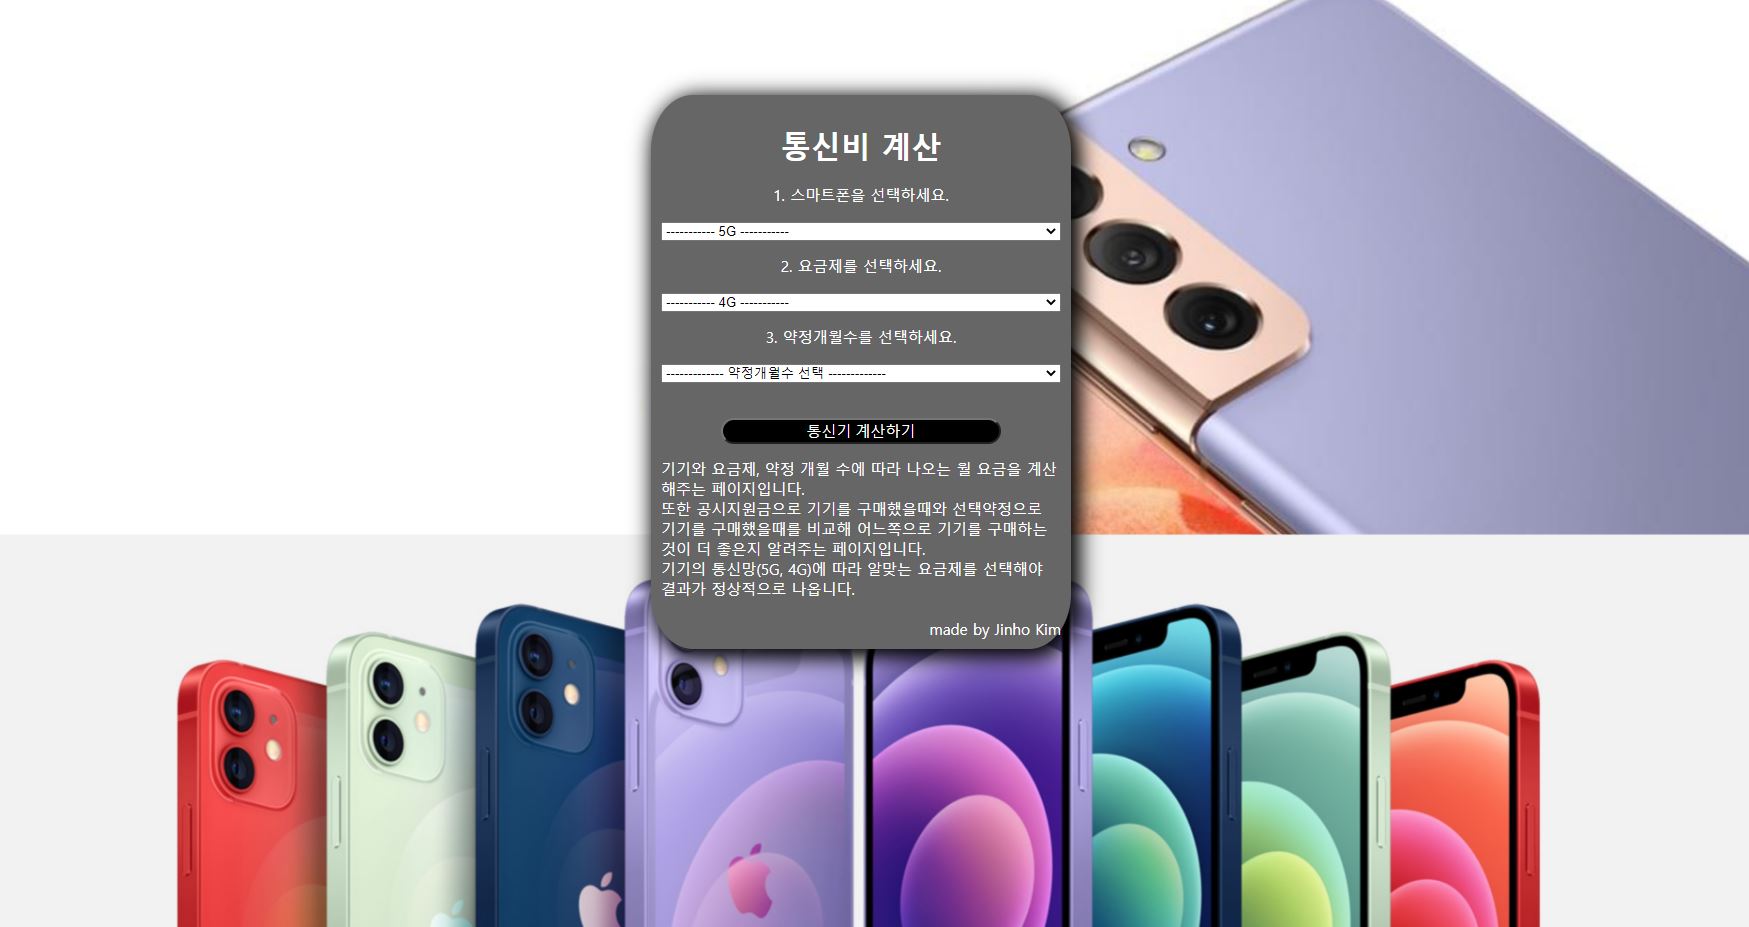 통신비 계산
1. 스마트폰을 선택하세요.
----------- 5G -----------
2. 요금제를 선택하세요.
----------- 4G -----------
3. 약정개월수를 선택하세요.
------------- 약정개월수 선택 -------------
통신기 계산하기
기기와 요금제, 약정 개월 수에 따라 나오는 월 요금을 계산
해주는 페이지입니다.
또한 공시지원금으로 기기를 구매했을때와 선택약정으로
기기를 구매했을때를 비교해 어느쪽으로 기기를 구매하는
것이 더 좋은지 알려주는 페이지입니다.
기기의 통신망(5G, 4G)에 따라 알맞는 요금제를 선택해야
결과가 정상적으로 나옵니다.
made by Jinho Kim